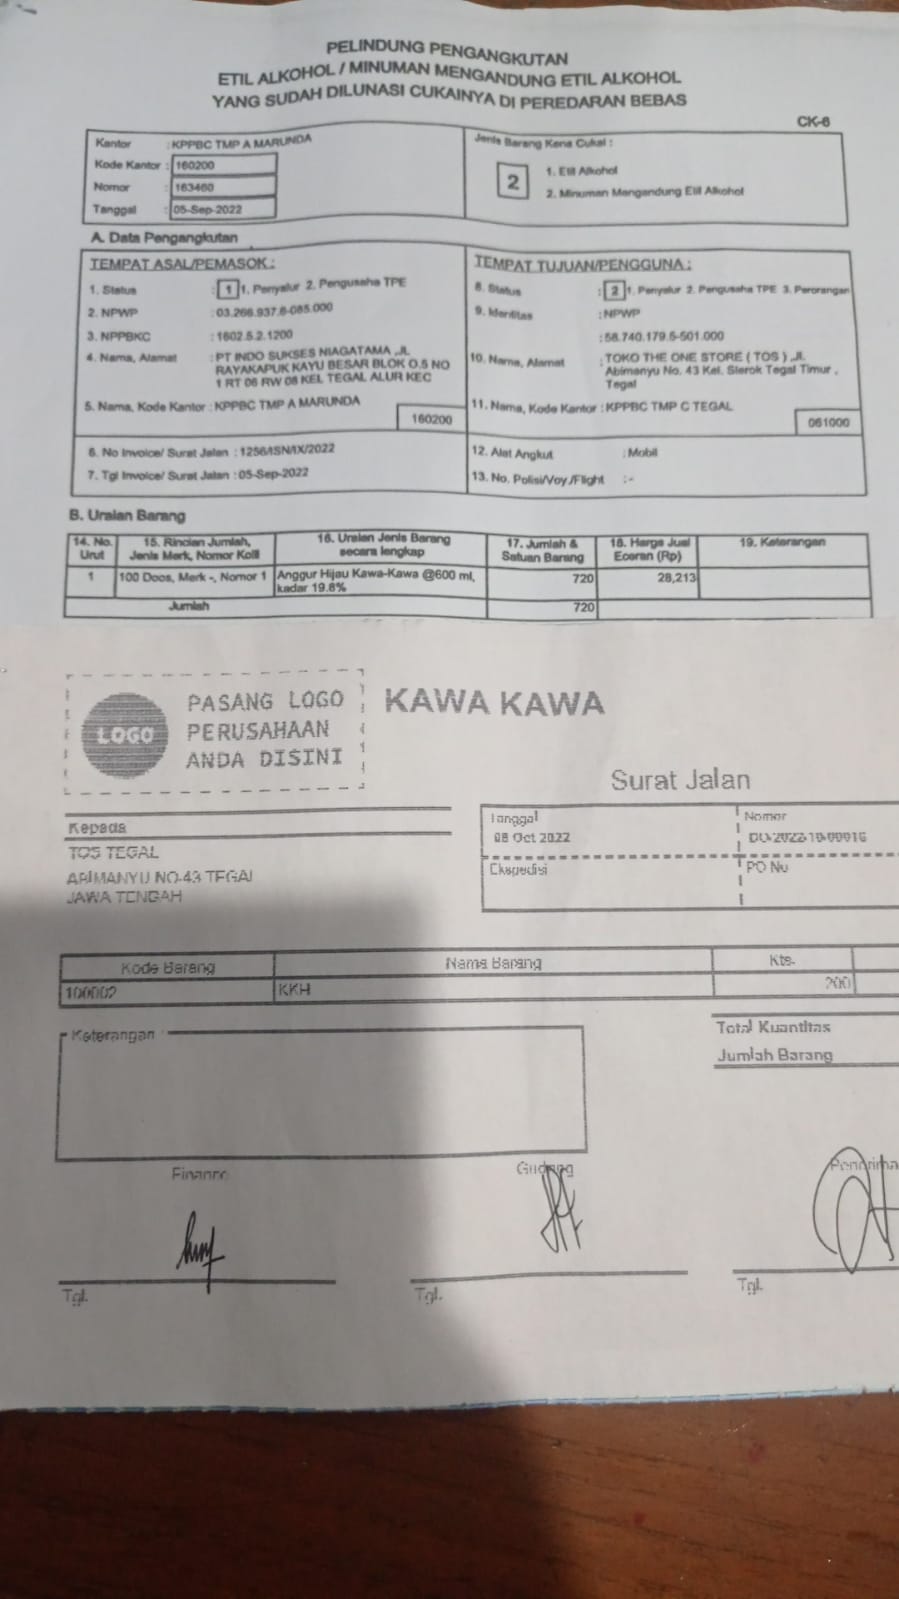 PELINDUNG PENGANGKUTAN
ETIL ALKOHOL / MINUMAN MENGANDUNG ETIL ALKOHOL
YANG SUDAH DILUNASI CUKAINYA DI PEREDARAN BEBAS
CK-6
Kantor : KPPBC TMP A MARUNDA
Kode Kantor : 160200
Nomor : 163460
Tanggal : 05-Sep-2022
Jenis Barang Kena Cukai :
2
1. Etil Alkohol
2. Minuman Mengandung Etil Alkohol
A. Data Pengangkutan
TEMPAT ASAL/PEMASOK :
1. Status : 1 1. Penyalur 2. Pengusaha TPE
2. NPWP : 03.266.937.6-085.000
3. NPPBKC : 1602.5.2.1200
4. Nama, Alamat : PT INDO SUKSES NIAGATAMA ,JL
RAYAKAPUK KAYU BESAR BLOK O.5 NO
1 RT 06 RW 08 KEL TEGAL ALUR KEC
5. Nama, Kode Kantor : KPPBC TMP A MARUNDA
160200
6. No Invoice/ Surat Jalan : 1256/ISN/IX/2022
7. Tgl Invoice/ Surat Jalan : 05-Sep-2022
TEMPAT TUJUAN/PENGGUNA :
8. Status : 2 1. Penyalur 2. Pengusaha TPE 3. Perorangan
9. Identitas : NPWP
: 58.740.179.5-501.000
10. Nama, Alamat : TOKO THE ONE STORE ( TOS ) ,Jl.
Abimanyu No. 43 Kel. Slerok Tegal Timur ,
Tegal
11. Nama, Kode Kantor : KPPBC TMP C TEGAL
061000
12. Alat Angkut : Mobil
13. No. Polisi/Voy./Flight : -
B. Uraian Barang
14. No. Urut 15. Rincian Jumlah, Jenis Merk, Nomor Kolli 16. Uraian Jenis Barang secara lengkap 17. Jumlah & Satuan Barang 18. Harga Jual Eceran (Rp) 19. Keterangan
1 100 Doos, Merk -, Nomor 1 Anggur Hijau Kawa-Kawa @600 ml, kadar 19.8% 720 28,213
Jumlah 720
LOGO
PASANG LOGO
PERUSAHAAN
ANDA DISINI
KAWA KAWA
Surat Jalan
Kepada
TOS TEGAL
ABIMANYU NO.43 TEGAL
JAWA TENGAH
Tanggal
08 Oct 2022
Nomor
DO-2022-10-00016
Ekspedisi
PO No
Kode Barang Nama Barang Kts.
100002 KKH 200
Keterangan
Total Kuantitas
Jumlah Barang
Finance
Gudang
Penerima
Tgl.
Tgl.
Tgl.